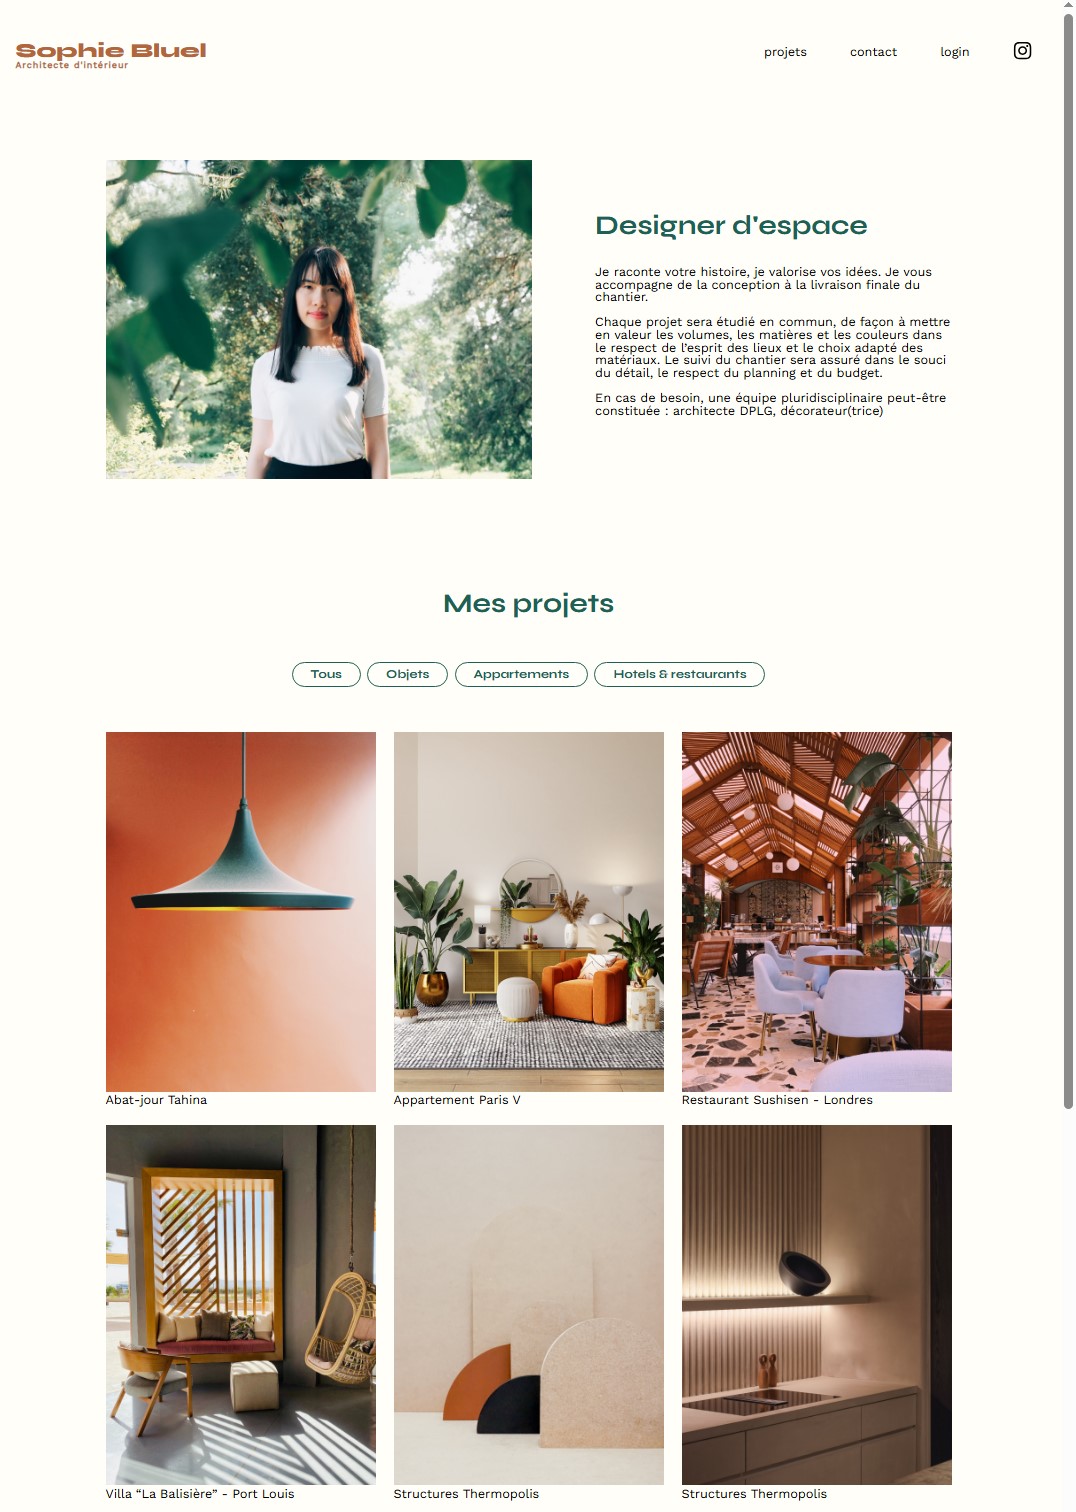 Sophie Bluel
Architecte d'intérieur
projets
contact
login
Designer d'espace
Je raconte votre histoire, je valorise vos idées. Je vous
accompagne de la conception à la livraison finale du
chantier.
Chaque projet sera étudié en commun, de façon à mettre
en valeur les volumes, les matières et les couleurs dans
le respect de l’esprit des lieux et le choix adapté des
matériaux. Le suivi du chantier sera assuré dans le souci
du détail, le respect du planning et du budget.
En cas de besoin, une équipe pluridisciplinaire peut-être
constituée : architecte DPLG, décorateur(trice)
Mes projets
Tous
Objets
Appartements
Hotels & restaurants
Abat-jour Tahina
Appartement Paris V
Restaurant Sushisen - Londres
Villa “La Balisière” - Port Louis
Structures Thermopolis
Structures Thermopolis